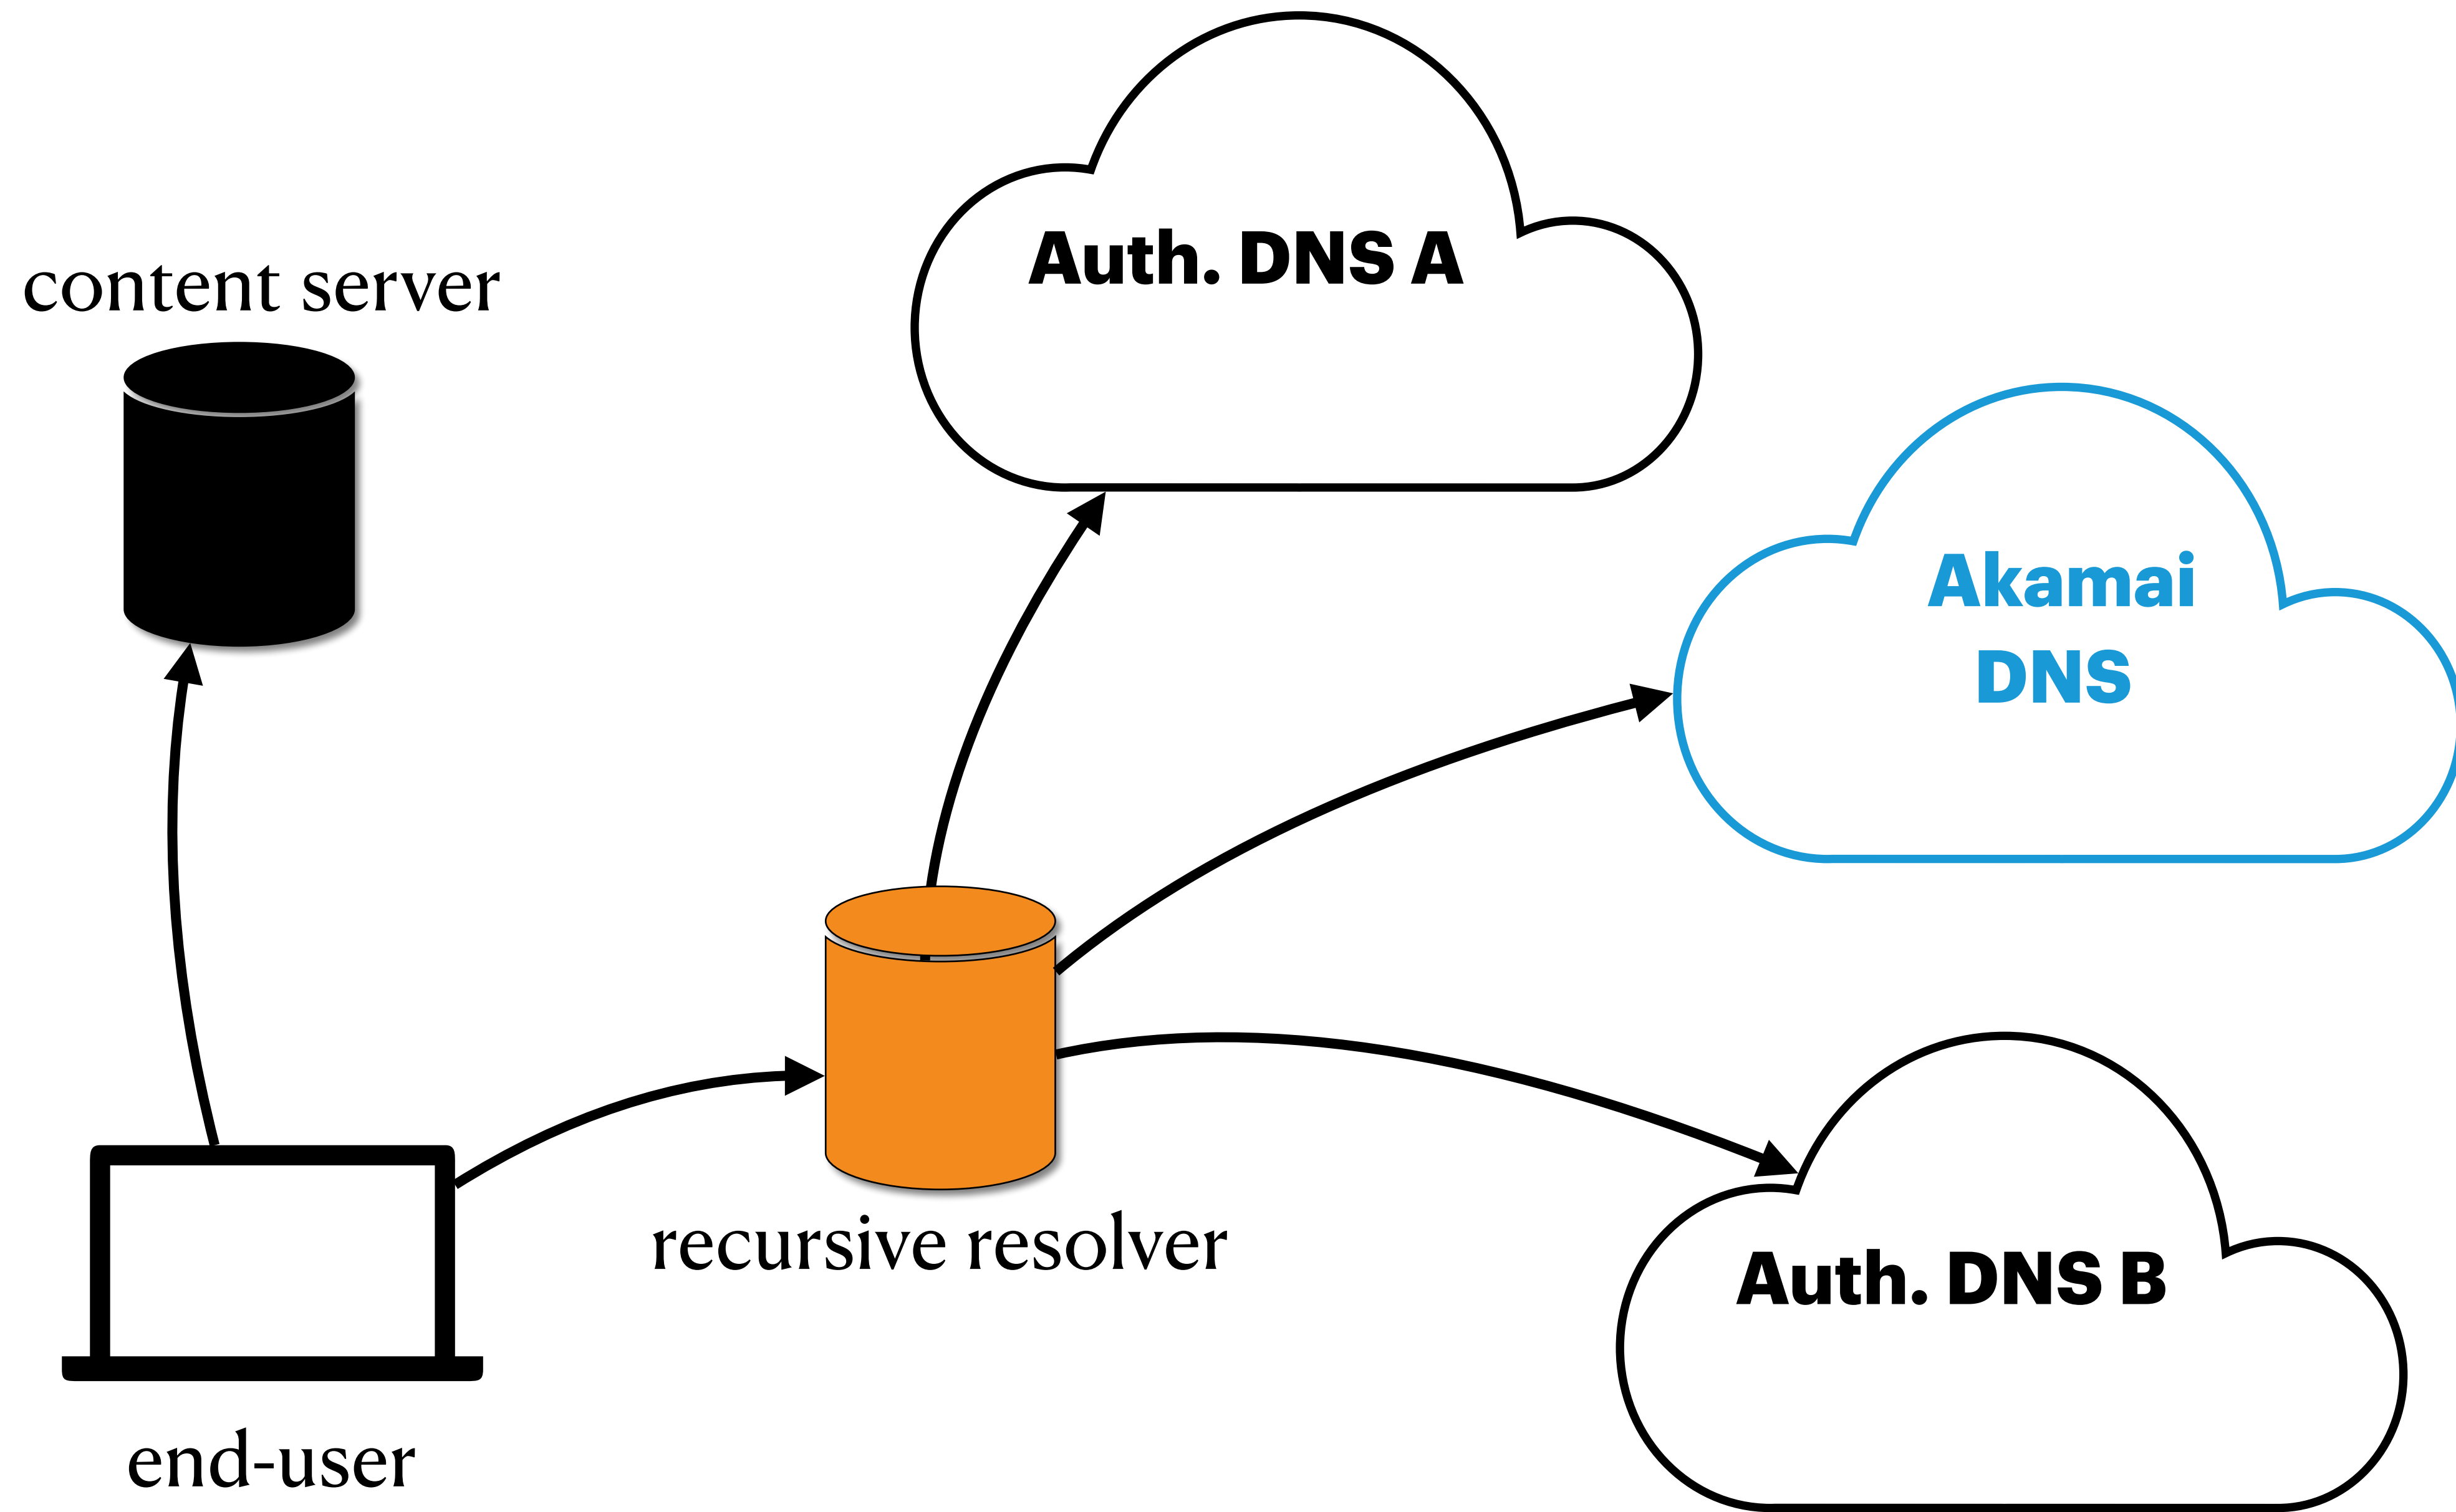 Auth. DNS A
content server
Akamai
DNS
recursive resolver
Auth. DNS B
end-user